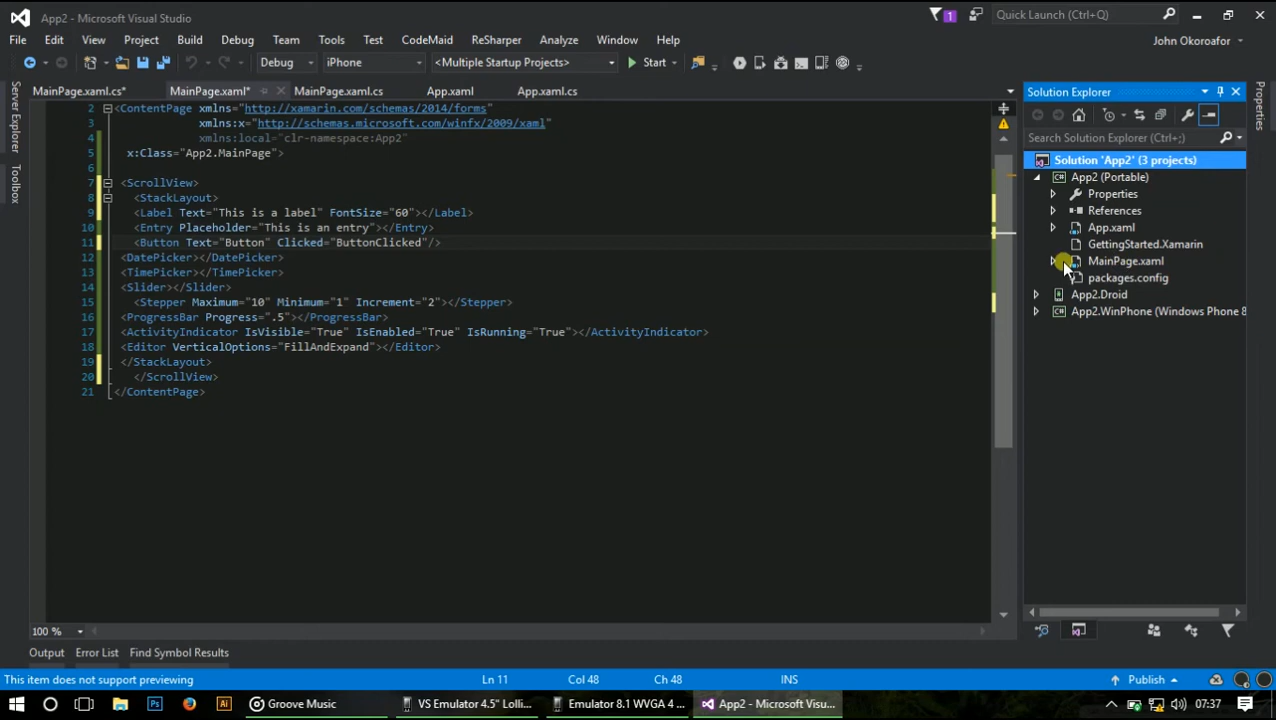 App2 - Microsoft Visual Studio
1
Quick Launch (Ctrl+Q)
File Edit View Project Build Debug Team Tools Test CodeMaid ReSharper Analyze Window Help
John Okoroafor
Debug iPhone <Multiple Startup Projects> Start
MainPage.xaml.cs* MainPage.xaml* MainPage.xaml.cs App.xaml App.xaml.cs
Server Explorer
Toolbox
2 <ContentPage xmlns="http://xamarin.com/schemas/2014/forms"
3 xmlns:x="http://schemas.microsoft.com/winfx/2009/xaml"
4 xmlns:local="clr-namespace:App2"
5 x:Class="App2.MainPage">
6
7 <ScrollView>
8 <StackLayout>
9 <Label Text="This is a label" FontSize="60"></Label>
10 <Entry Placeholder="This is an entry"></Entry>
11 <Button Text="Button" Clicked="ButtonClicked"/>
12 <DatePicker></DatePicker>
13 <TimePicker></TimePicker>
14 <Slider></Slider>
15 <Stepper Maximum="10" Minimum="1" Increment="2"></Stepper>
16 <ProgressBar Progress=".5"></ProgressBar>
17 <ActivityIndicator IsVisible="True" IsEnabled="True" IsRunning="True"></ActivityIndicator>
18 <Editor VerticalOptions="FillAndExpand"></Editor>
19 </StackLayout>
20 </ScrollView>
21 </ContentPage>
100 %
Solution Explorer
Search Solution Explorer (Ctrl+;)
Solution 'App2' (3 projects)
App2 (Portable)
Properties
References
App.xaml
GettingStarted.Xamarin
MainPage.xaml
packages.config
App2.Droid
App2.WinPhone (Windows Phone 8
Properties
Output Error List Find Symbol Results
This item does not support previewing Ln 11 Col 48 Ch 48 INS Publish
Ps Ai Groove Music VS Emulator 4.5" Lolli... Emulator 8.1 WVGA 4 ... App2 - Microsoft Visu... 07:37